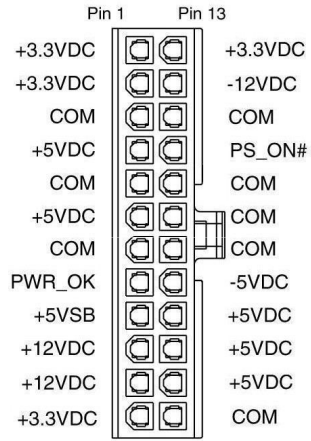 Pin 1 Pin 13
+3.3VDC +3.3VDC
+3.3VDC -12VDC
COM COM
+5VDC PS_ON#
COM COM
+5VDC COM
COM COM
PWR_OK -5VDC
+5VSB +5VDC
+12VDC +5VDC
+12VDC +5VDC
+3.3VDC COM